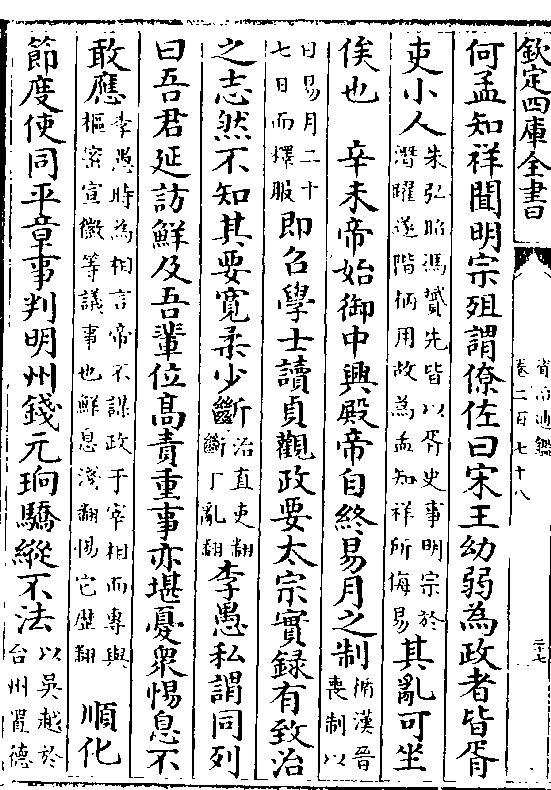 欽定四庫全書
資治通鑑
卷二百七十八
二十七
何孟知祥聞明宗殂謂僚佐曰宋王幼弱為政者皆胥
吏小人朱弘昭馮贇先皆以胥史事明宗於潛躍遂階柄用故為孟知祥所侮易其亂可坐
俟也　辛未帝始御中興殿帝自終易月之制循漢晉喪制以
日易月二十七日而釋服即召學士讀貞觀政要太宗實録有致治
之志然不知其要寛柔少斷治直吏翻斷丁亂翻李愚私謂同列
曰吾君延訪鮮及吾輩位髙責重事亦堪憂衆惕息不
敢應李愚時為相言帝不謀政于宰相而專與樞宻宣徽等議事也鮮息淺翻惕它歴翻　順化
節度使同平章事判明州錢元珦驕縱不法以吳越於台州置德